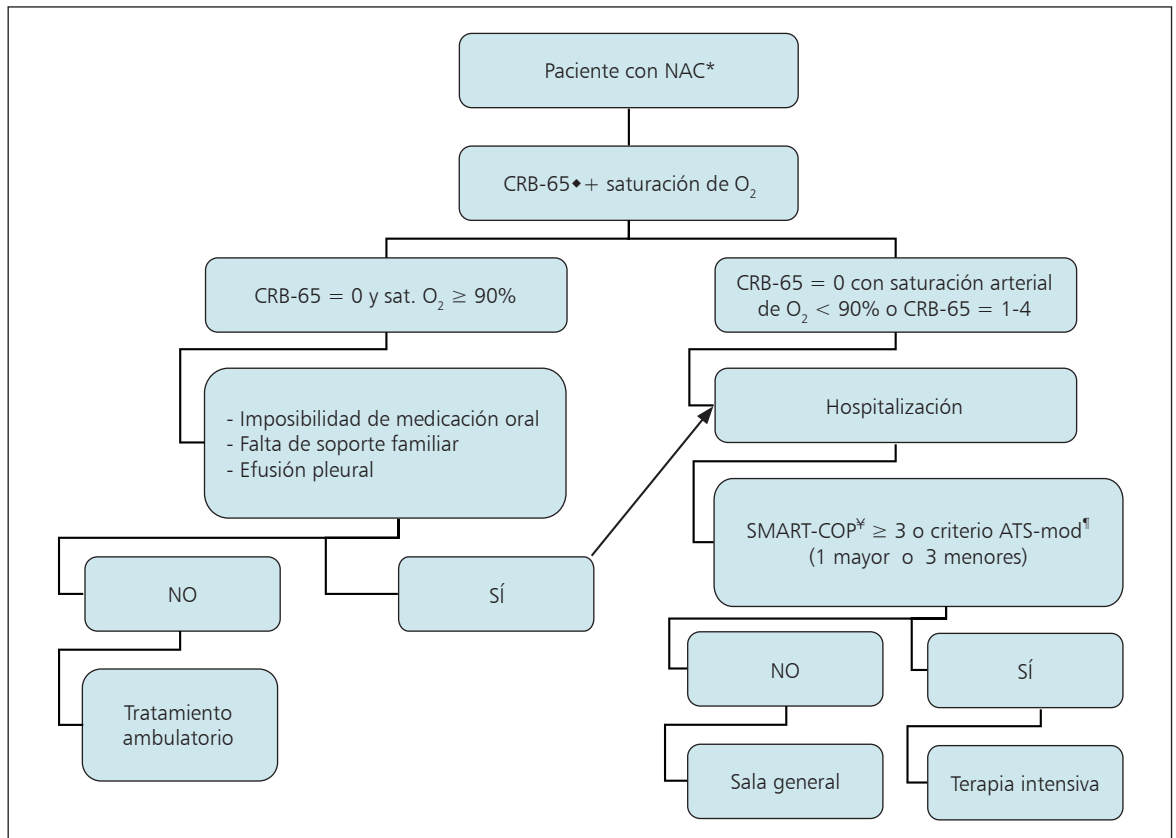 Paciente con NAC*
CRB-65◆+ saturación de O₂
CRB-65 = 0 y sat. O₂ ≥ 90%
CRB-65 = 0 con saturación arterial
de O₂ < 90% o CRB-65 = 1-4
- Imposibilidad de medicación oral
- Falta de soporte familiar
- Efusión pleural
Hospitalización
SMART-COP¥ ≥ 3 o criterio ATS-mod¶
(1 mayor o 3 menores)
NO
SÍ
Tratamiento
ambulatorio
NO
SÍ
Sala general
Terapia intensiva